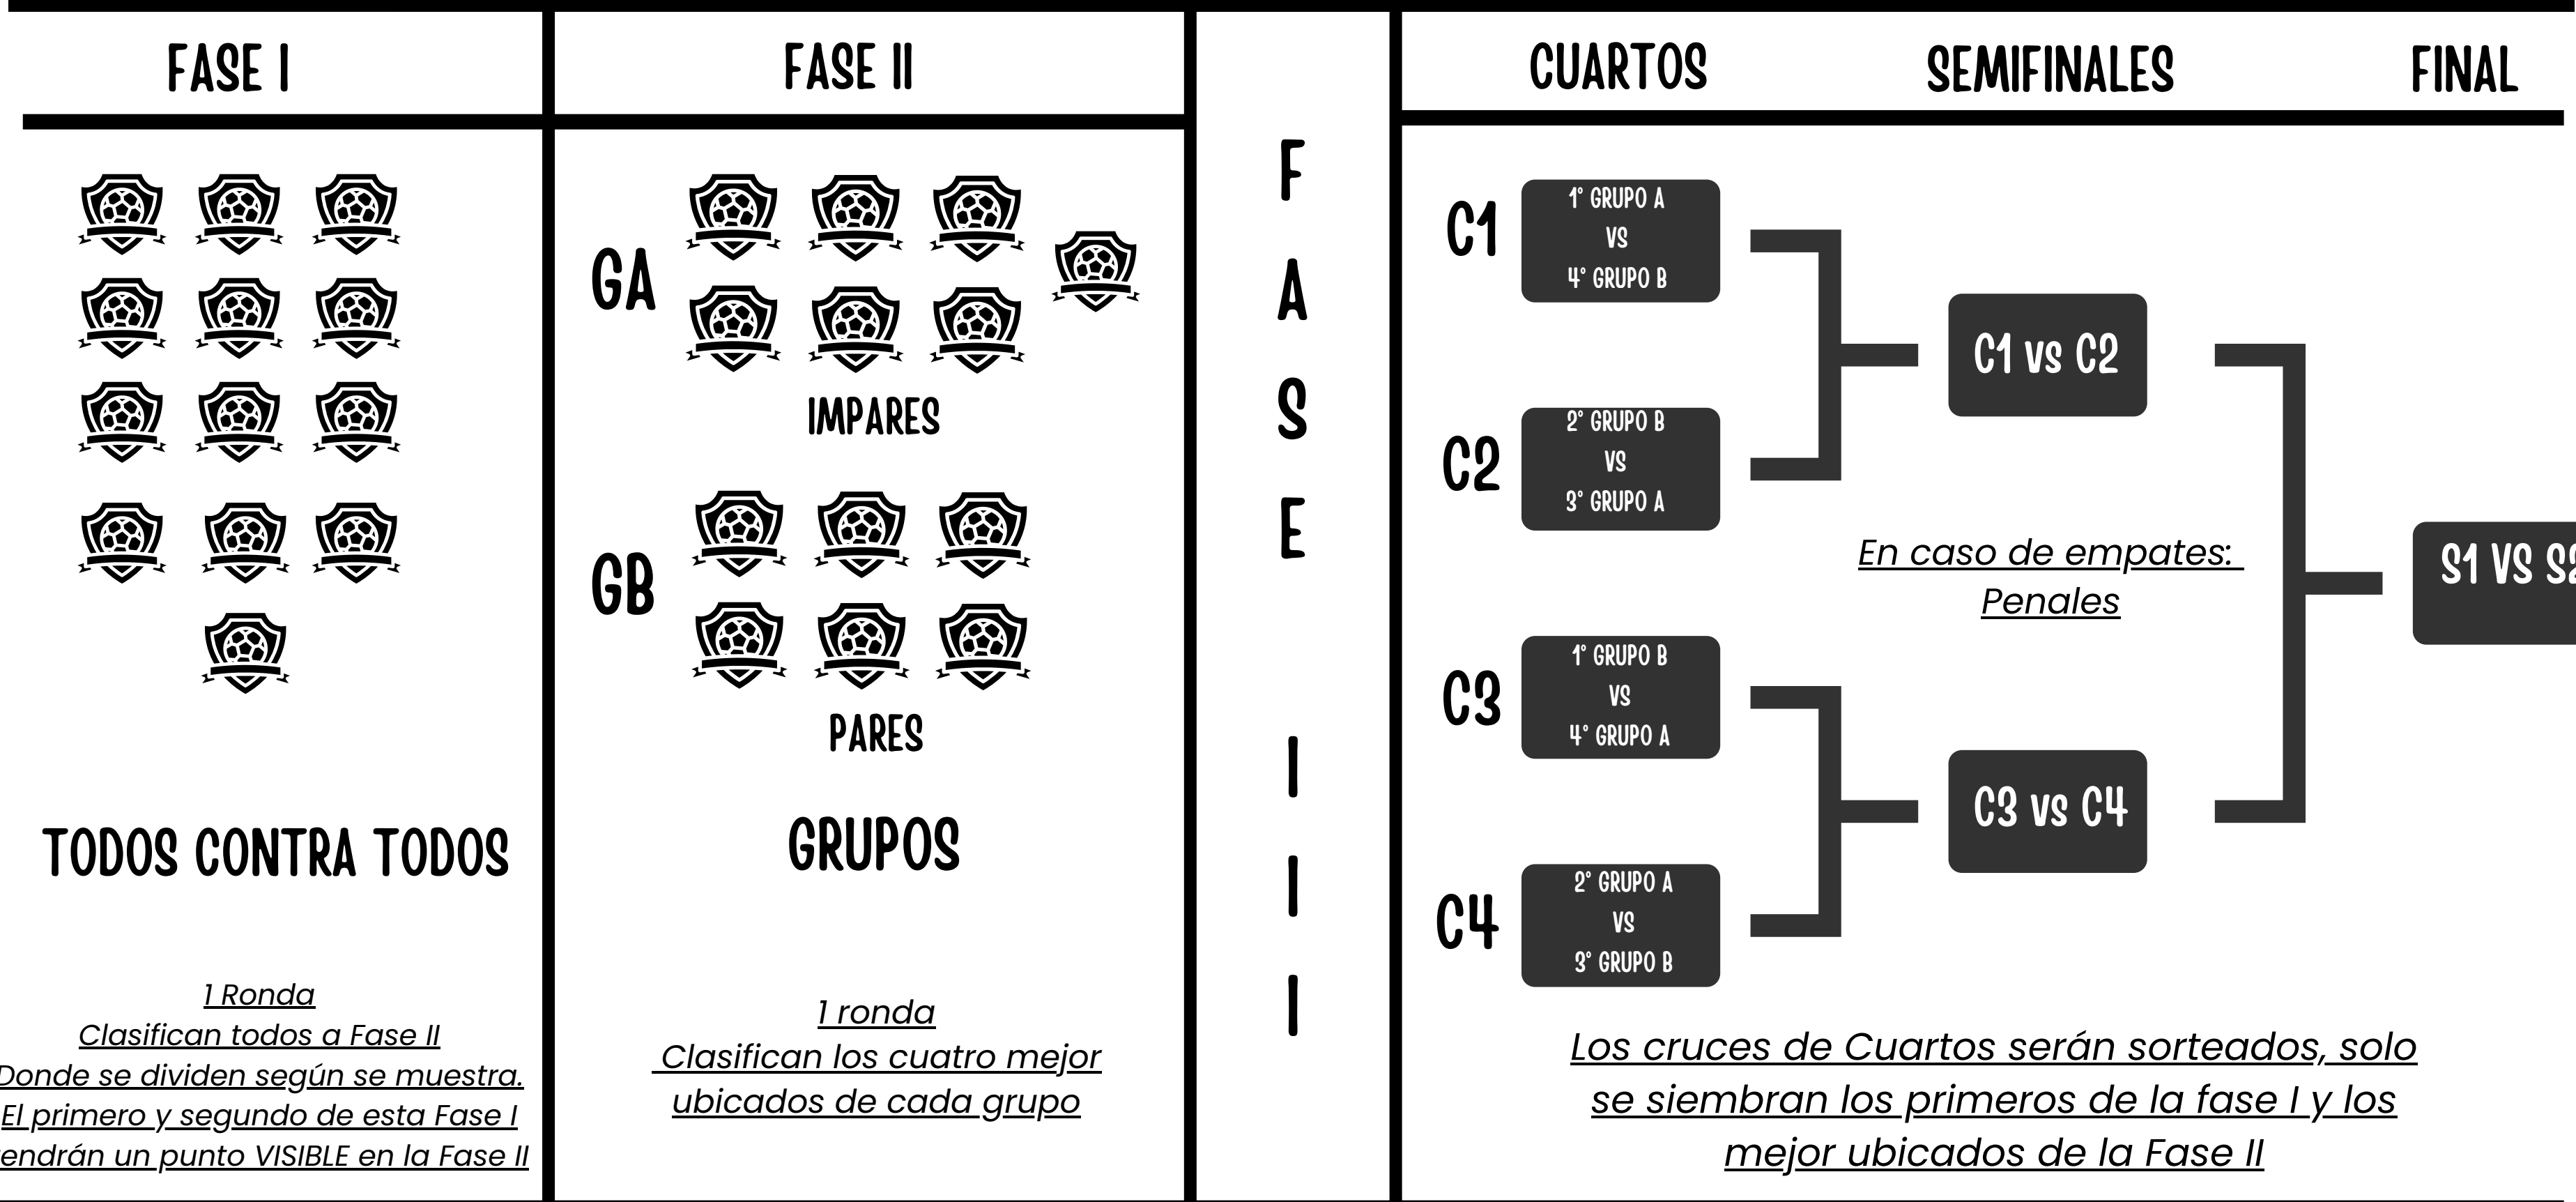 FASE I
TODOS CONTRA TODOS
1 Ronda
Clasifican todos a Fase II
Donde se dividen según se muestra.
El primero y segundo de esta Fase I
endrán un punto VISIBLE en la Fase II
FASE II
GA
IMPARES
GB
PARES
GRUPOS
1 ronda
Clasifican los cuatro mejor
ubicados de cada grupo
F
A
S
E
I
I
I
CUARTOS
SEMIFINALES
FINAL
C1
1° GRUPO A
VS
4° GRUPO B
C2
2° GRUPO B
VS
3° GRUPO A
C3
1° GRUPO B
VS
4° GRUPO A
C4
2° GRUPO A
VS
3° GRUPO B
C1 vs C2
En caso de empates:
Penales
C3 vs C4
S1 VS S2
Los cruces de Cuartos serán sorteados, solo
se siembran los primeros de la fase I y los
mejor ubicados de la Fase II